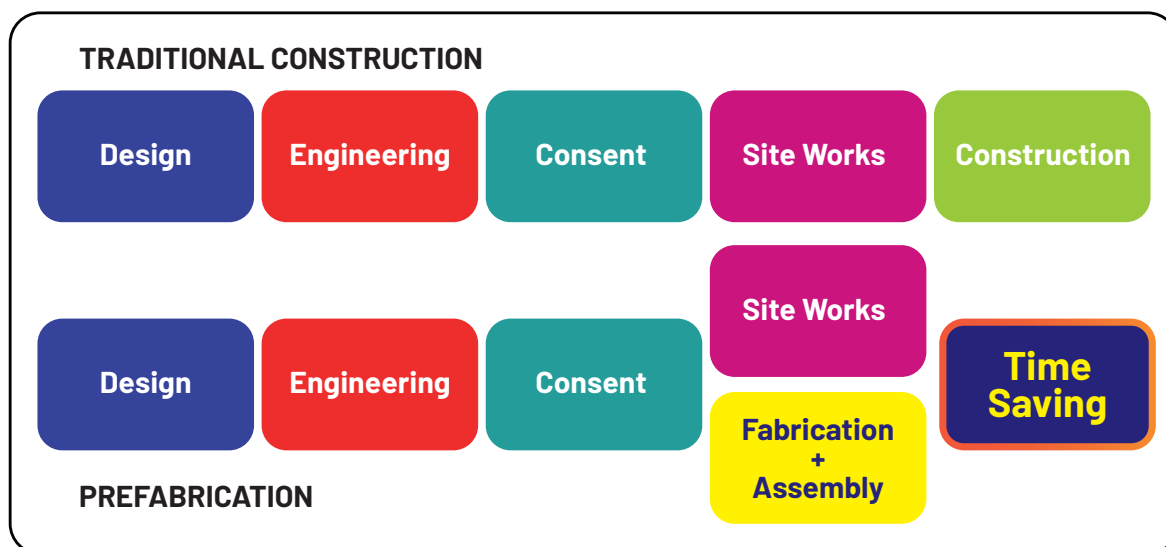 TRADITIONAL CONSTRUCTION
Design
Engineering
Consent
Site Works
Construction
Site Works
Design
Engineering
Consent
Time
Saving
Fabrication
+
Assembly
PREFABRICATION